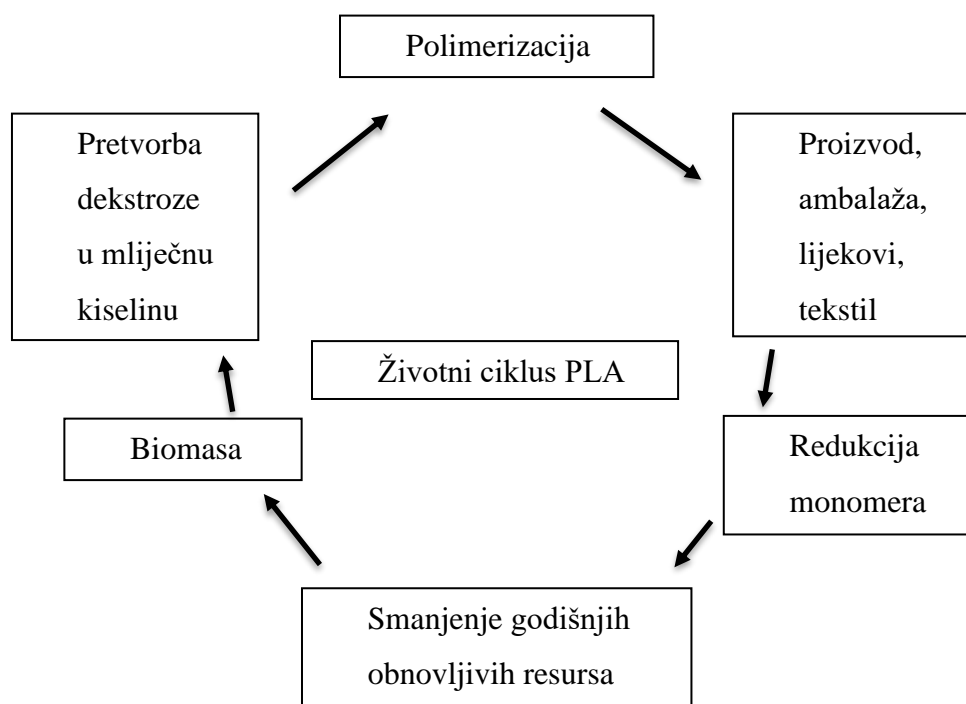 Polimerizacija
Pretvorba
dekstroze
u mliječnu
kiselinu
Proizvod,
ambalaža,
lijekovi,
tekstil
Životni ciklus PLA
Biomasa
Redukcija
monomera
Smanjenje godišnjih
obnovljivih resursa